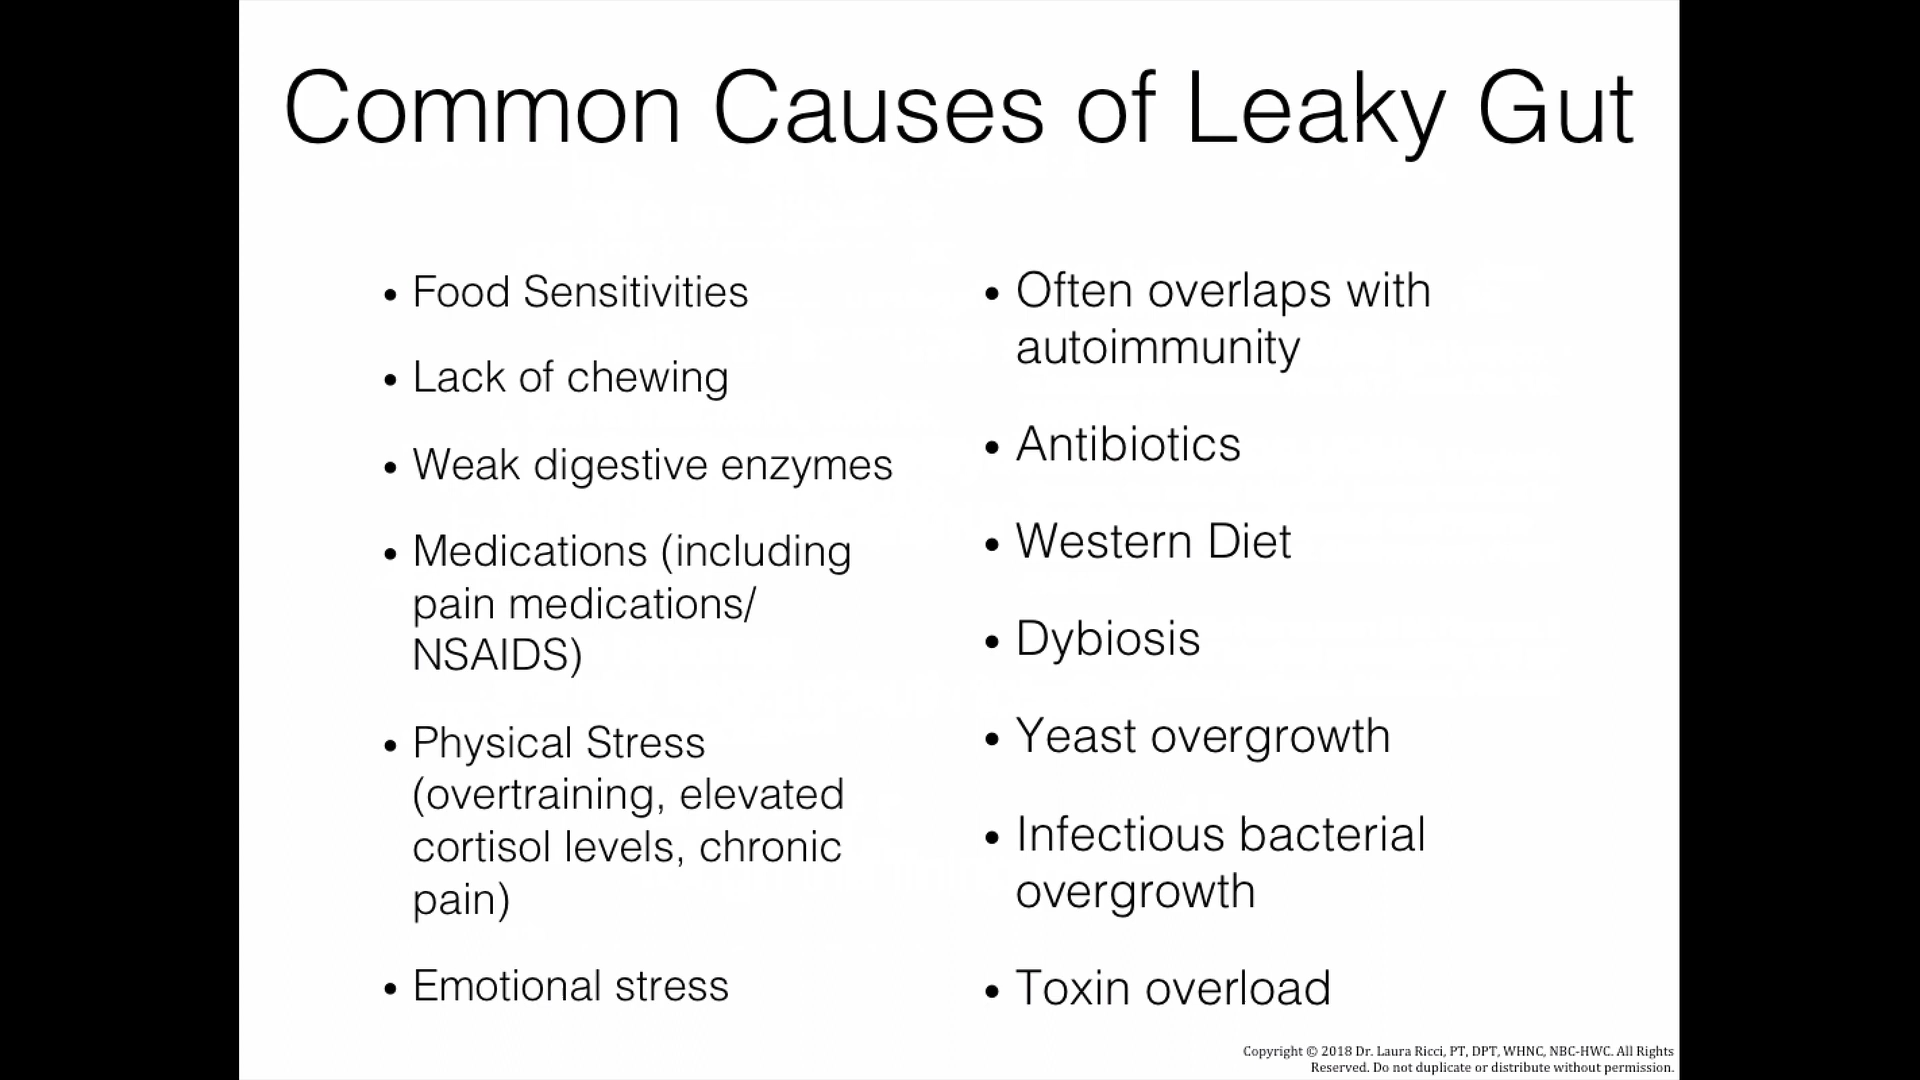 Common Causes of Leaky Gut
• Food Sensitivities
• Lack of chewing
• Weak digestive enzymes
• Medications (including
pain medications/
NSAIDS)
• Physical Stress
(overtraining, elevated
cortisol levels, chronic
pain)
• Emotional stress
• Often overlaps with
autoimmunity
• Antibiotics
• Western Diet
• Dybiosis
• Yeast overgrowth
• Infectious bacterial
overgrowth
• Toxin overload
Copyright © 2018 Dr. Laura Ricci, PT, DPT, WHNC, NBC-HWC. All Rights
Reserved. Do not duplicate or distribute without permission.